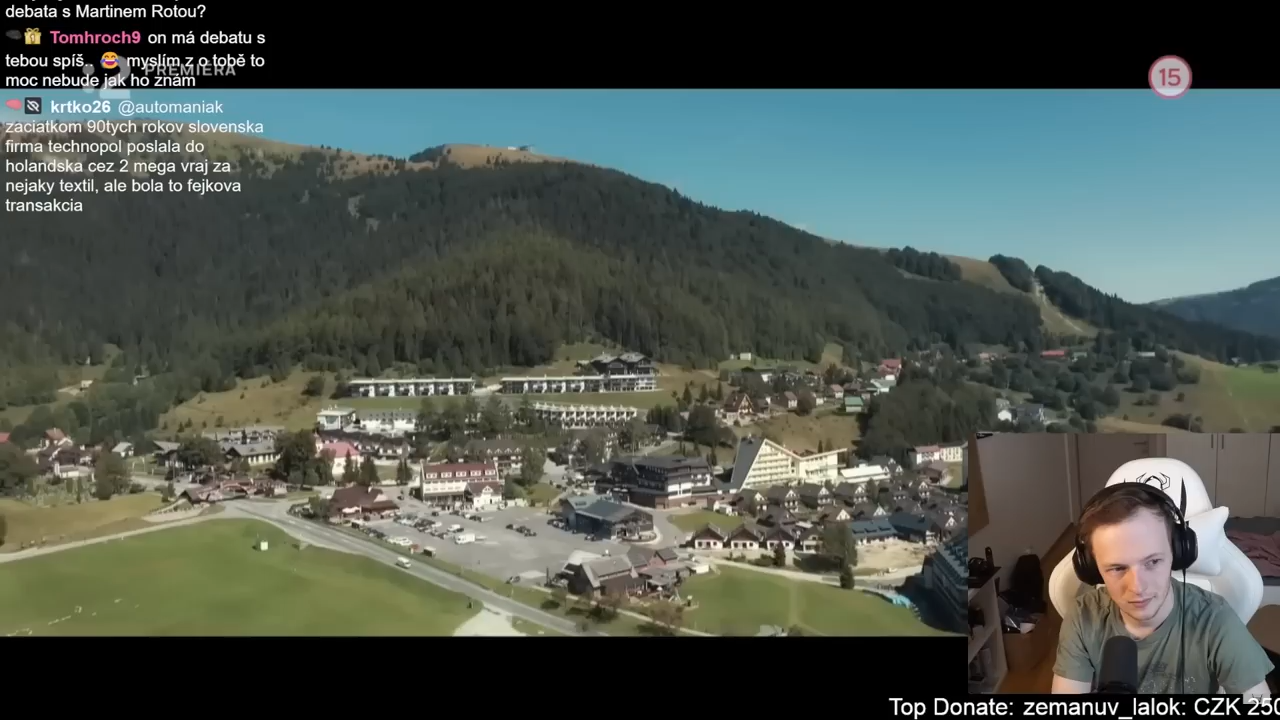 debata s Martinem Rotou?
Tomhroch9 on má debatu s
tebou spíš.. 😂 myslím z o tobě to
moc nebude jak ho znám
PREMIÉRA
15
krtko26 @automaniak
zaciatkom 90tych rokov slovenska
firma technopol poslala do
holandska cez 2 mega vraj za
nejaky textil, ale bola to fejkova
transakcia
Top Donate: zemanuv_lalok: CZK 250